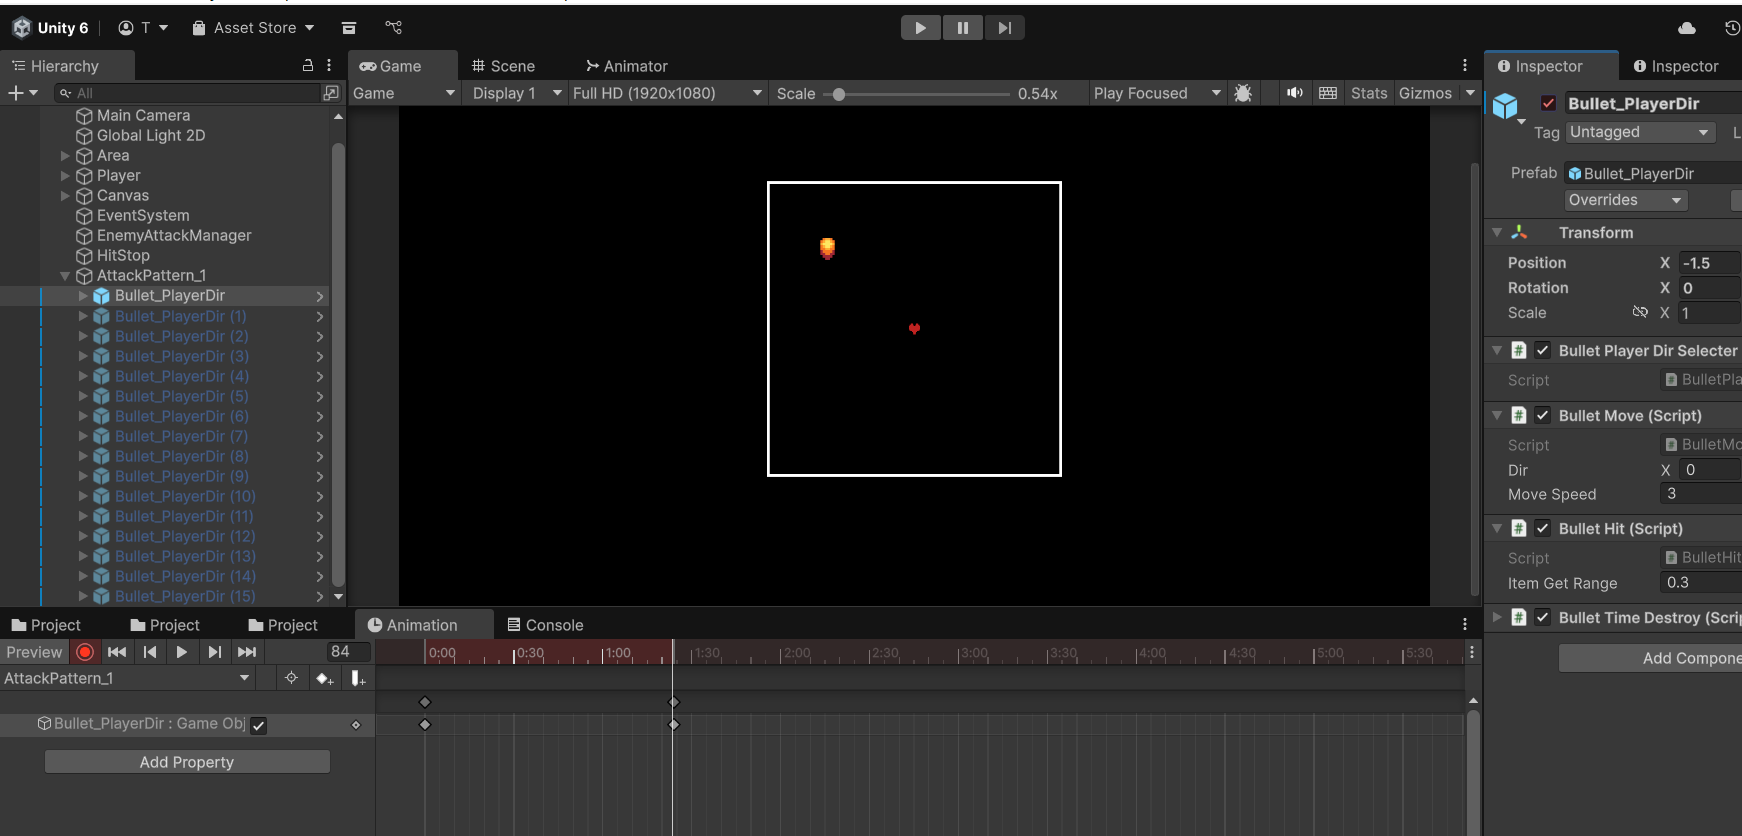 Unity 6
T
Asset Store
Hierarchy
Game
Scene
Animator
Inspector
Inspector
All
Game
Display 1
Full HD (1920x1080)
Scale
0.54x
Play Focused
Stats
Gizmos
Main Camera
Global Light 2D
Area
Player
Canvas
EventSystem
EnemyAttackManager
HitStop
AttackPattern_1
Bullet_PlayerDir
Bullet_PlayerDir (1)
Bullet_PlayerDir (2)
Bullet_PlayerDir (3)
Bullet_PlayerDir (4)
Bullet_PlayerDir (5)
Bullet_PlayerDir (6)
Bullet_PlayerDir (7)
Bullet_PlayerDir (8)
Bullet_PlayerDir (9)
Bullet_PlayerDir (10)
Bullet_PlayerDir (11)
Bullet_PlayerDir (12)
Bullet_PlayerDir (13)
Bullet_PlayerDir (14)
Bullet_PlayerDir (15)
Bullet_PlayerDir
Tag Untagged L
Prefab Bullet_PlayerDir
Overrides
Transform
Position X -1.5
Rotation X 0
Scale X 1
Bullet Player Dir Selecter
Script BulletPla
Bullet Move (Script)
Script BulletMo
Dir X 0
Move Speed 3
Bullet Hit (Script)
Script BulletHit
Item Get Range 0.3
Bullet Time Destroy (Scrip
Add Compone
Project
Project
Project
Animation
Console
Preview
84
0:00 0:30 1:00 1:30 2:00 2:30 3:00 3:30 4:00 4:30 5:00 5:30
AttackPattern_1
Bullet_PlayerDir : Game Obj
Add Property